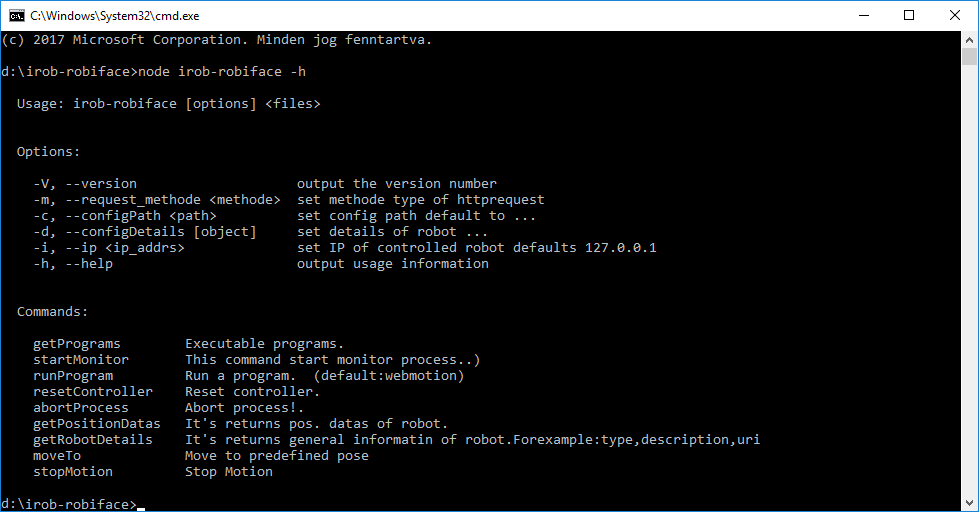 C:\Windows\System32\cmd.exe
(c) 2017 Microsoft Corporation. Minden jog fenntartva.
d:\irob-robiface>node irob-robiface -h
Usage: irob-robiface [options] <files>
Options:
-V, --version output the version number
-m, --request_methode <methode> set methode type of httprequest
-c, --configPath <path> set config path default to ...
-d, --configDetails [object] set details of robot ...
-i, --ip <ip_addrs> set IP of controlled robot defaults 127.0.0.1
-h, --help output usage information
Commands:
getPrograms Executable programs.
startMonitor This command start monitor process..)
runProgram Run a program. (default:webmotion)
resetController Reset controller.
abortProcess Abort process!.
getPositionDatas It's returns pos. datas of robot.
getRobotDetails It's returns general informatin of robot.Forexample:type,description,uri
moveTo Move to predefined pose
stopMotion Stop Motion
d:\irob-robiface>